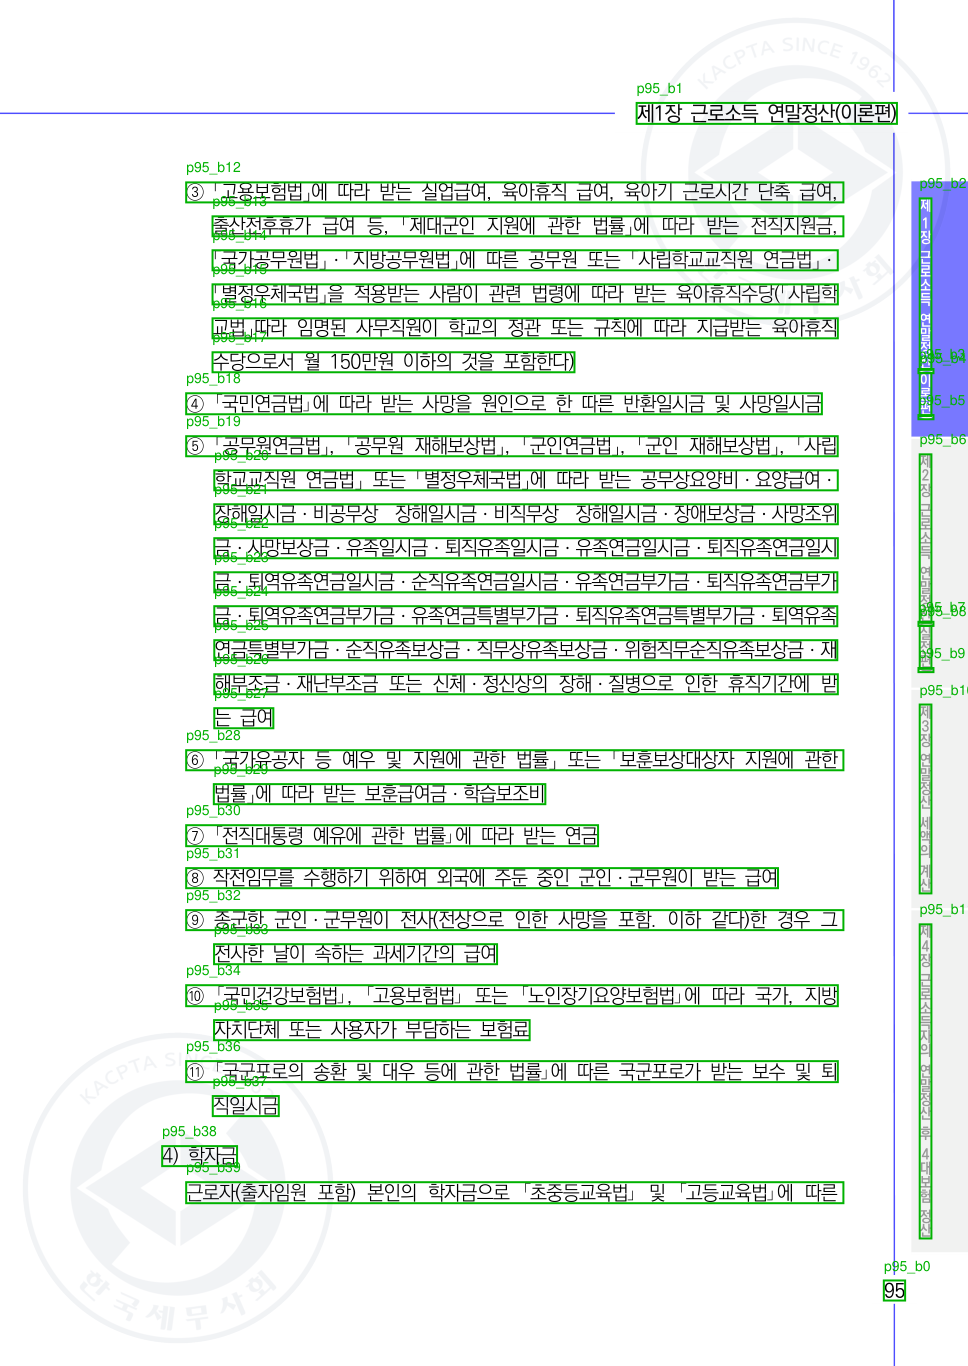 KACPTA SINCE 1962
p95_b1
제1장 근로소득 연말정산(이론편)
p95_b12
③ 「고용보험법」에 따라 받는 실업급여, 육아휴직 급여, 육아기 근로시간 단축 급여,
p95_b13
출산전후휴가 급여 등, 「제대군인 지원에 관한 법률」에 따라 받는 전직지원금,
p95_b14
「국가공무원법」·「지방공무원법」에 따른 공무원 또는 「사립학교교직원 연금법」·
p95_b15
「별정우체국법」을 적용받는 사람이 관련 법령에 따라 받는 육아휴직수당(「사립학
p95_b16
교법」따라 임명된 사무직원이 학교의 정관 또는 규칙에 따라 지급받는 육아휴직
p95_b17
수당으로서 월 150만원 이하의 것을 포함한다)
p95_b18
④ 「국민연금법」에 따라 받는 사망을 원인으로 한 따른 반환일시금 및 사망일시금
p95_b19
⑤ 「공무원연금법」, 「공무원 재해보상법」, 「군인연금법」, 「군인 재해보상법」, 「사립
p95_b20
학교교직원 연금법」 또는 「별정우체국법」에 따라 받는 공무상요양비·요양급여·
p95_b21
장해일시금·비공무상 장해일시금·비직무상 장해일시금·장애보상금·사망조위
p95_b22
금·사망보상금·유족일시금·퇴직유족일시금·유족연금일시금·퇴직유족연금일시
p95_b23
금·퇴역유족연금일시금·순직유족연금일시금·유족연금부가금·퇴직유족연금부가
p95_b24
금·퇴역유족연금부가금·유족연금특별부가금·퇴직유족연금특별부가금·퇴역유족
p95_b25
연금특별부가금·순직유족보상금·직무상유족보상금·위험직무순직유족보상금·재
p95_b26
해부조금·재난부조금 또는 신체·정신상의 장해·질병으로 인한 휴직기간에 받
p95_b27
는 급여
p95_b28
⑥ 「국가유공자 등 예우 및 지원에 관한 법률」 또는 「보훈보상대상자 지원에 관한
p95_b29
법률」에 따라 받는 보훈급여금·학습보조비
p95_b30
⑦ 「전직대통령 예유에 관한 법률」에 따라 받는 연금
p95_b31
⑧ 작전임무를 수행하기 위하여 외국에 주둔 중인 군인·군무원이 받는 급여
p95_b32
⑨ 종군한 군인·군무원이 전사(전상으로 인한 사망을 포함. 이하 같다)한 경우 그
p95_b33
전사한 날이 속하는 과세기간의 급여
p95_b34
⑩ 「국민건강보험법」, 「고용보험법」 또는 「노인장기요양보험법」에 따라 국가, 지방
p95_b35
자치단체 또는 사용자가 부담하는 보험료
p95_b36
⑪ 「국군포로의 송환 및 대우 등에 관한 법률」에 따른 국군포로가 받는 보수 및 퇴
p95_b37
직일시금
p95_b38
4) 학자금
p95_b39
근로자(출자임원 포함) 본인의 학자금으로 「초중등교육법」 및 「고등교육법」에 따른
한국세무사회
p95_b2
제1장 근로소득 연말정산
p95_b5
이론편
p95_b6
제2장 근로소득 연말정산
p95_b9
p95_b10
제3장 연말정산 세액의 계산
p95_b1
제4장 근로소득자의 연말정산 후 4대보험 정산
p95_b0
95